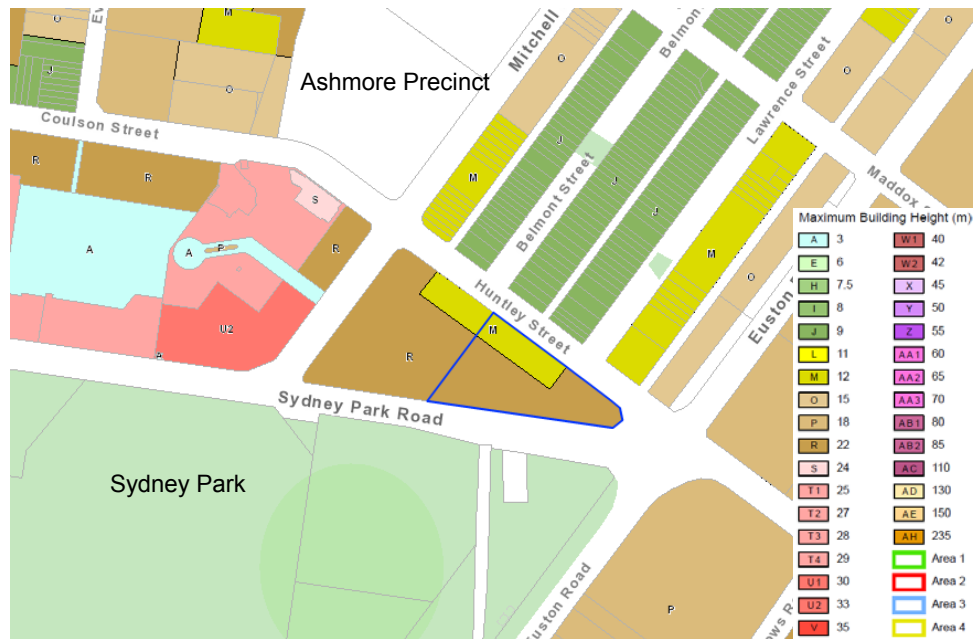 M
O
O
J
Ev
Ashmore Precinct
Mitchell
O
Belmo
Lawrence Street
O
O
Coulson Street
R
R
S
A
A
P
R
U2
A
M
J
Belmont Street
J
J
M
O
Maddox
Huntley Street
Euston
M
R
Sydney Park Road
Sydney Park
Euston Road
P
ows R
Maximum Building Height (m)
A 3
E 6
H 7.5
I 8
J 9
L 11
M 12
O 15
P 18
R 22
S 24
T1 25
T2 27
T3 28
T4 29
U1 30
U2 33
V 35
W1 40
W2 42
X 45
Y 50
Z 55
AA1 60
AA2 65
AA3 70
AB1 80
AB2 85
AC 110
AD 130
AE 150
AH 235
Area 1
Area 2
Area 3
Area 4